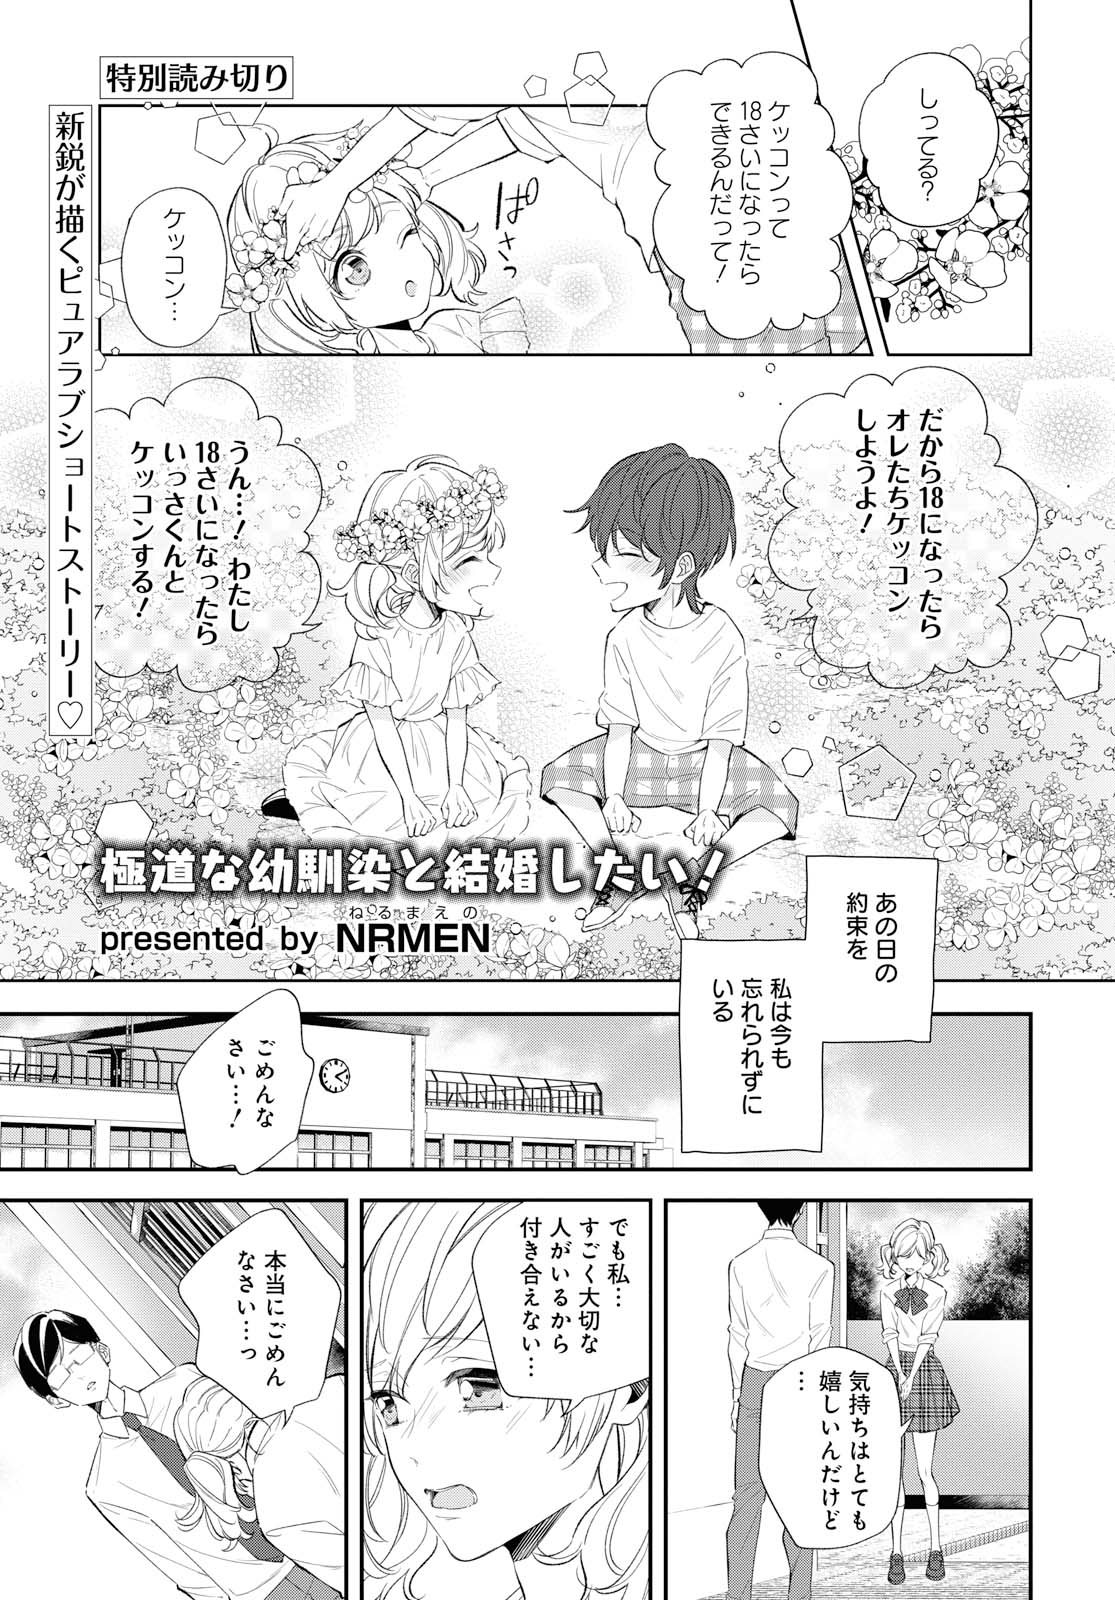 特別読み切り
新鋭が描くピュアラブショートストーリー♡
しってる?
ケッコンって
18さいになったら
できるんだって!
ぱさっ
ケッコン…
だから18になったら
オレたちケッコン
しようよ!
うん…! わたし
18さいになったら
いっさくんと
ケッコンする!
極道な幼馴染と結婚したい!
ねるまえの
presented by NRMEN
あの日の
約束を
私は今も
忘れられずに
いる
ごめんな
さい…!
気持ちはとても
嬉しいんだけど
…
でも私…
すごく大切な
人がいるから
付き合えない…
本当にごめん
なさい…っ